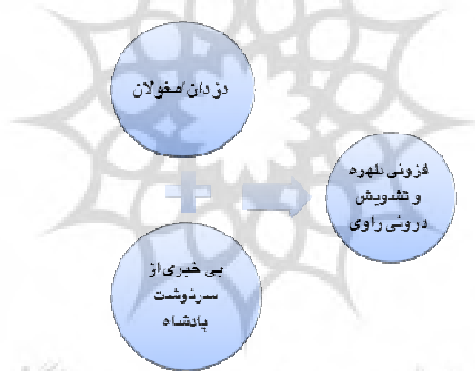 دزدان/مغولان
بی خبری از
سرنوشت
پادشاه
فزونی دلهره
و تشویش
درونی راوی